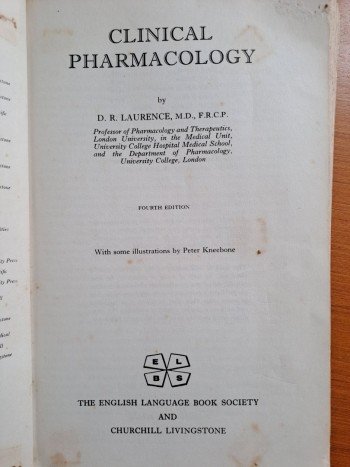 CLINICAL
PHARMACOLOGY
by
D. R. LAURENCE, M.D., F.R.C.P.
Professor of Pharmacology and Therapeutics,
London University, in the Medical Unit,
University College Hospital Medical School,
and the Department of Pharmacology,
University College, London
FOURTH EDITION
With some illustrations by Peter Kneebone
E L
B S
THE ENGLISH LANGUAGE BOOK SOCIETY
AND
CHURCHILL LIVINGSTONE